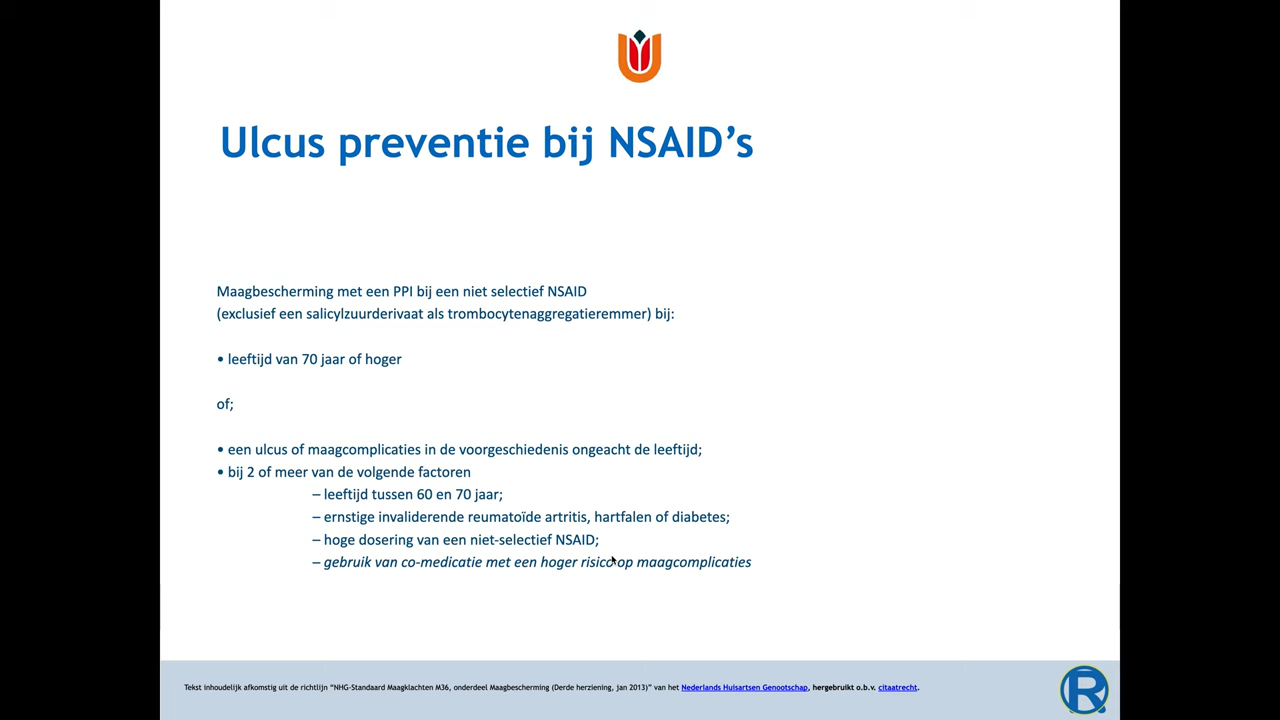 Ulcus preventie bij NSAID’s
Maagbescherming met een PPI bij een niet selectief NSAID
(exclusief een salicylzuurderivaat als trombocytenaggregatieremmer) bij:
• leeftijd van 70 jaar of hoger
of;
• een ulcus of maagcomplicaties in de voorgeschiedenis ongeacht de leeftijd;
• bij 2 of meer van de volgende factoren
– leeftijd tussen 60 en 70 jaar;
– ernstige invaliderende reumatoïde artritis, hartfalen of diabetes;
– hoge dosering van een niet-selectief NSAID;
– gebruik van co-medicatie met een hoger risico op maagcomplicaties
Tekst inhoudelijk afkomstig uit de richtlijn “NHG-Standaard Maagklachten M36, onderdeel Maagbescherming (Derde herziening, jan 2013)” van het Nederlands Huisartsen Genootschap, hergebruikt o.b.v. citaatrecht.
R